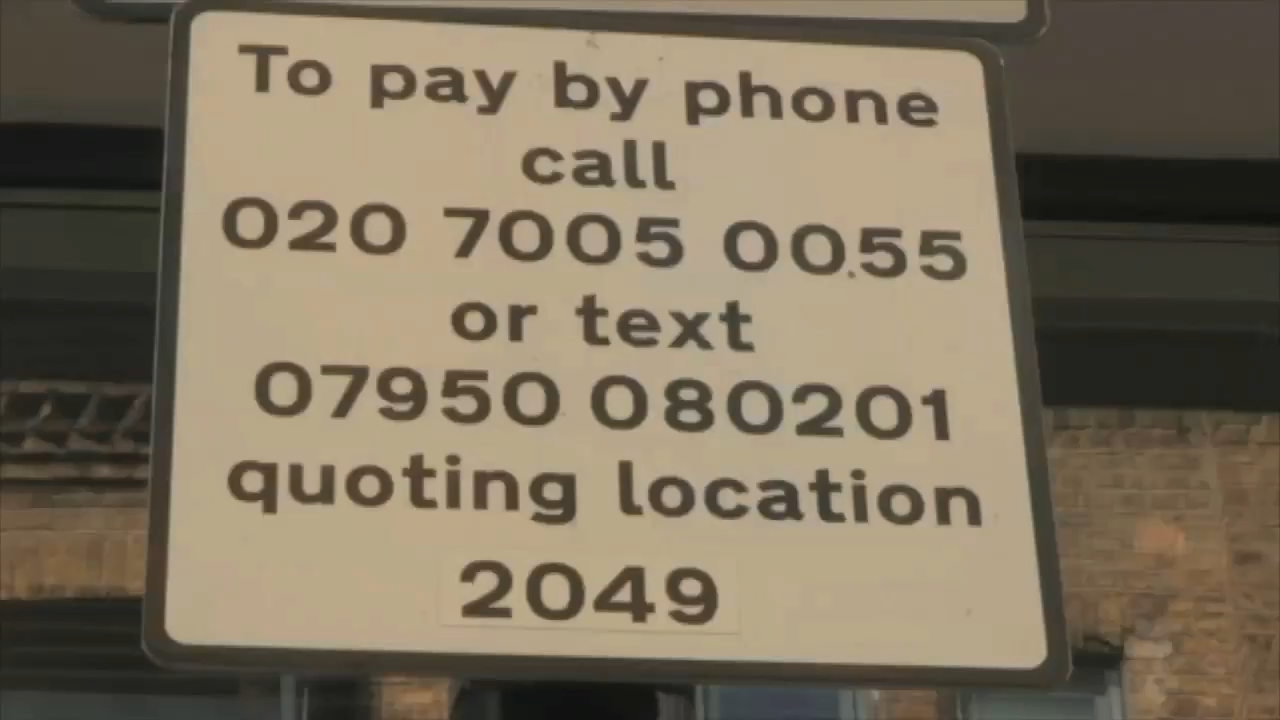 To pay by phone
call
020 7005 0055
or text
07950 080201
quoting location
2049